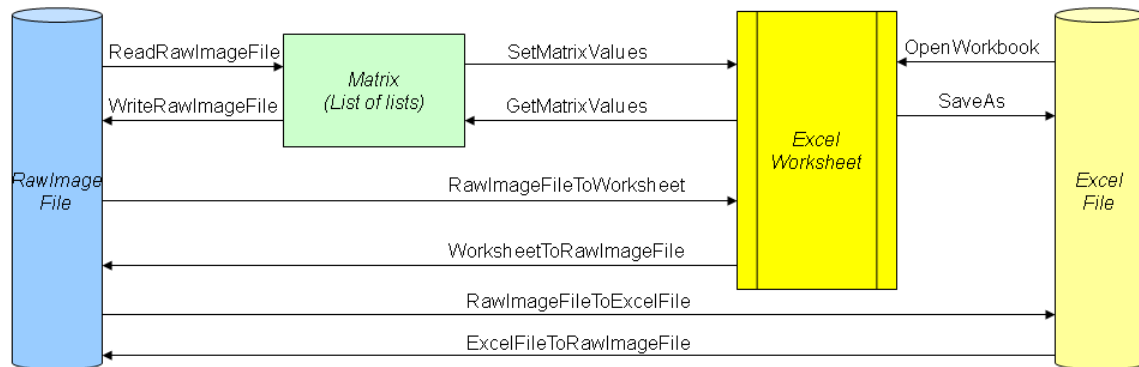 ReadRawImageFile
SetMatrixValues
OpenWorkbook
Matrix
(List of lists)
WriteRawImageFile
GetMatrixValues
SaveAs
Excel
Worksheet
RawImage
File
RawImageFileToWorksheet
Excel
File
WorksheetToRawImageFile
RawImageFileToExcelFile
ExcelFileToRawImageFile